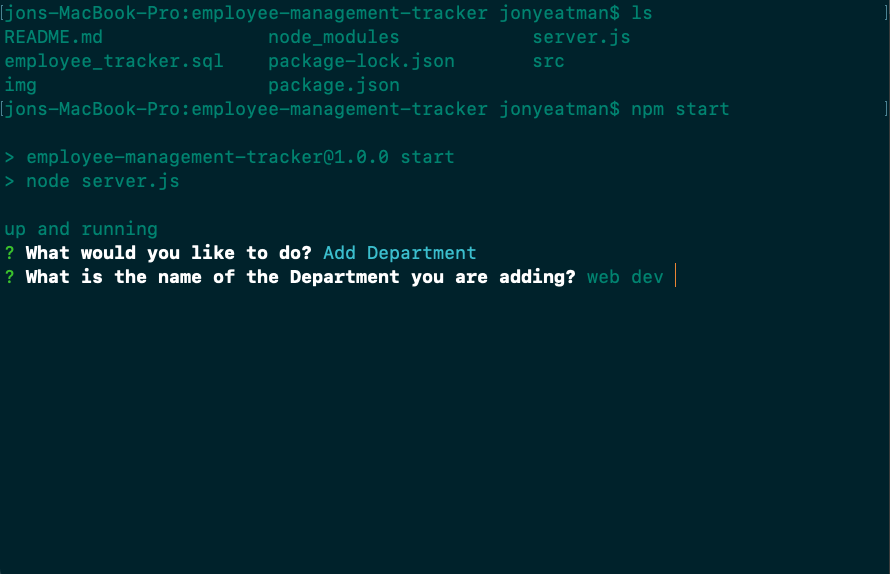 [jons-MacBook-Pro:employee-management-tracker jonyeatman$ ls ]
README.md node_modules server.js
employee_tracker.sql package-lock.json src
img package.json
[jons-MacBook-Pro:employee-management-tracker jonyeatman$ npm start ]
> employee-management-tracker@1.0.0 start
> node server.js
up and running
? What would you like to do? Add Department
? What is the name of the Department you are adding? web dev